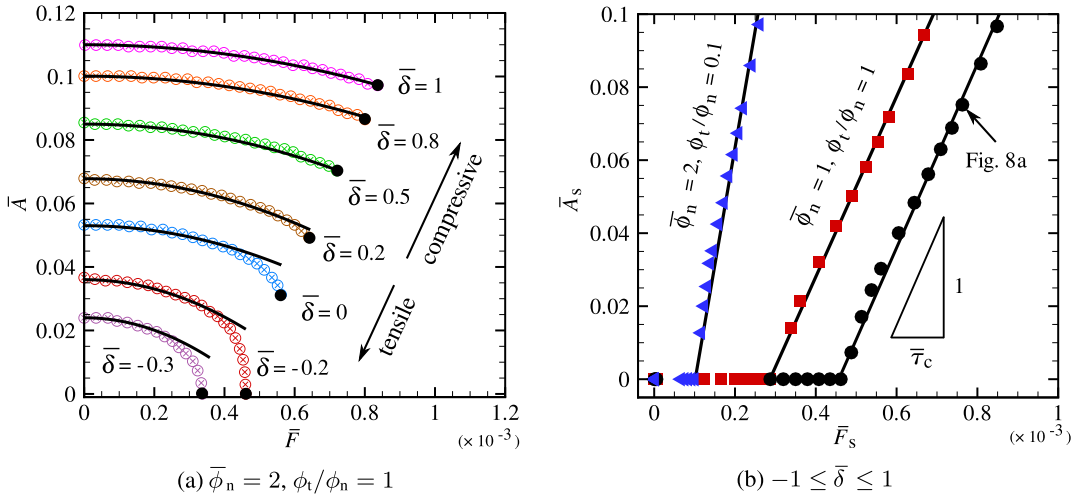 0.12
0.1
0.08
0.06
0.04
0.02
0
A̅
0 0.2 0.4 0.6 0.8 1 1.2
F̅
(× 10⁻³)
δ̅ = 1
δ̅ = 0.8
δ̅ = 0.5
δ̅ = 0.2
δ̅ = 0
δ̅ = -0.2
δ̅ = -0.3
compressive
tensile
(a) ϕ̅ₙ = 2, ϕₜ/ϕₙ = 1
0.1
0.08
0.06
0.04
0.02
0
A̅ₛ
0 0.2 0.4 0.6 0.8 1
F̅ₛ
(× 10⁻³)
ϕ̅ₙ = 2, ϕₜ/ϕₙ = 0.1
ϕ̅ₙ = 1, ϕₜ/ϕₙ = 1
Fig. 8a
1
τ̅c
(b) −1 ≤ δ̅ ≤ 1